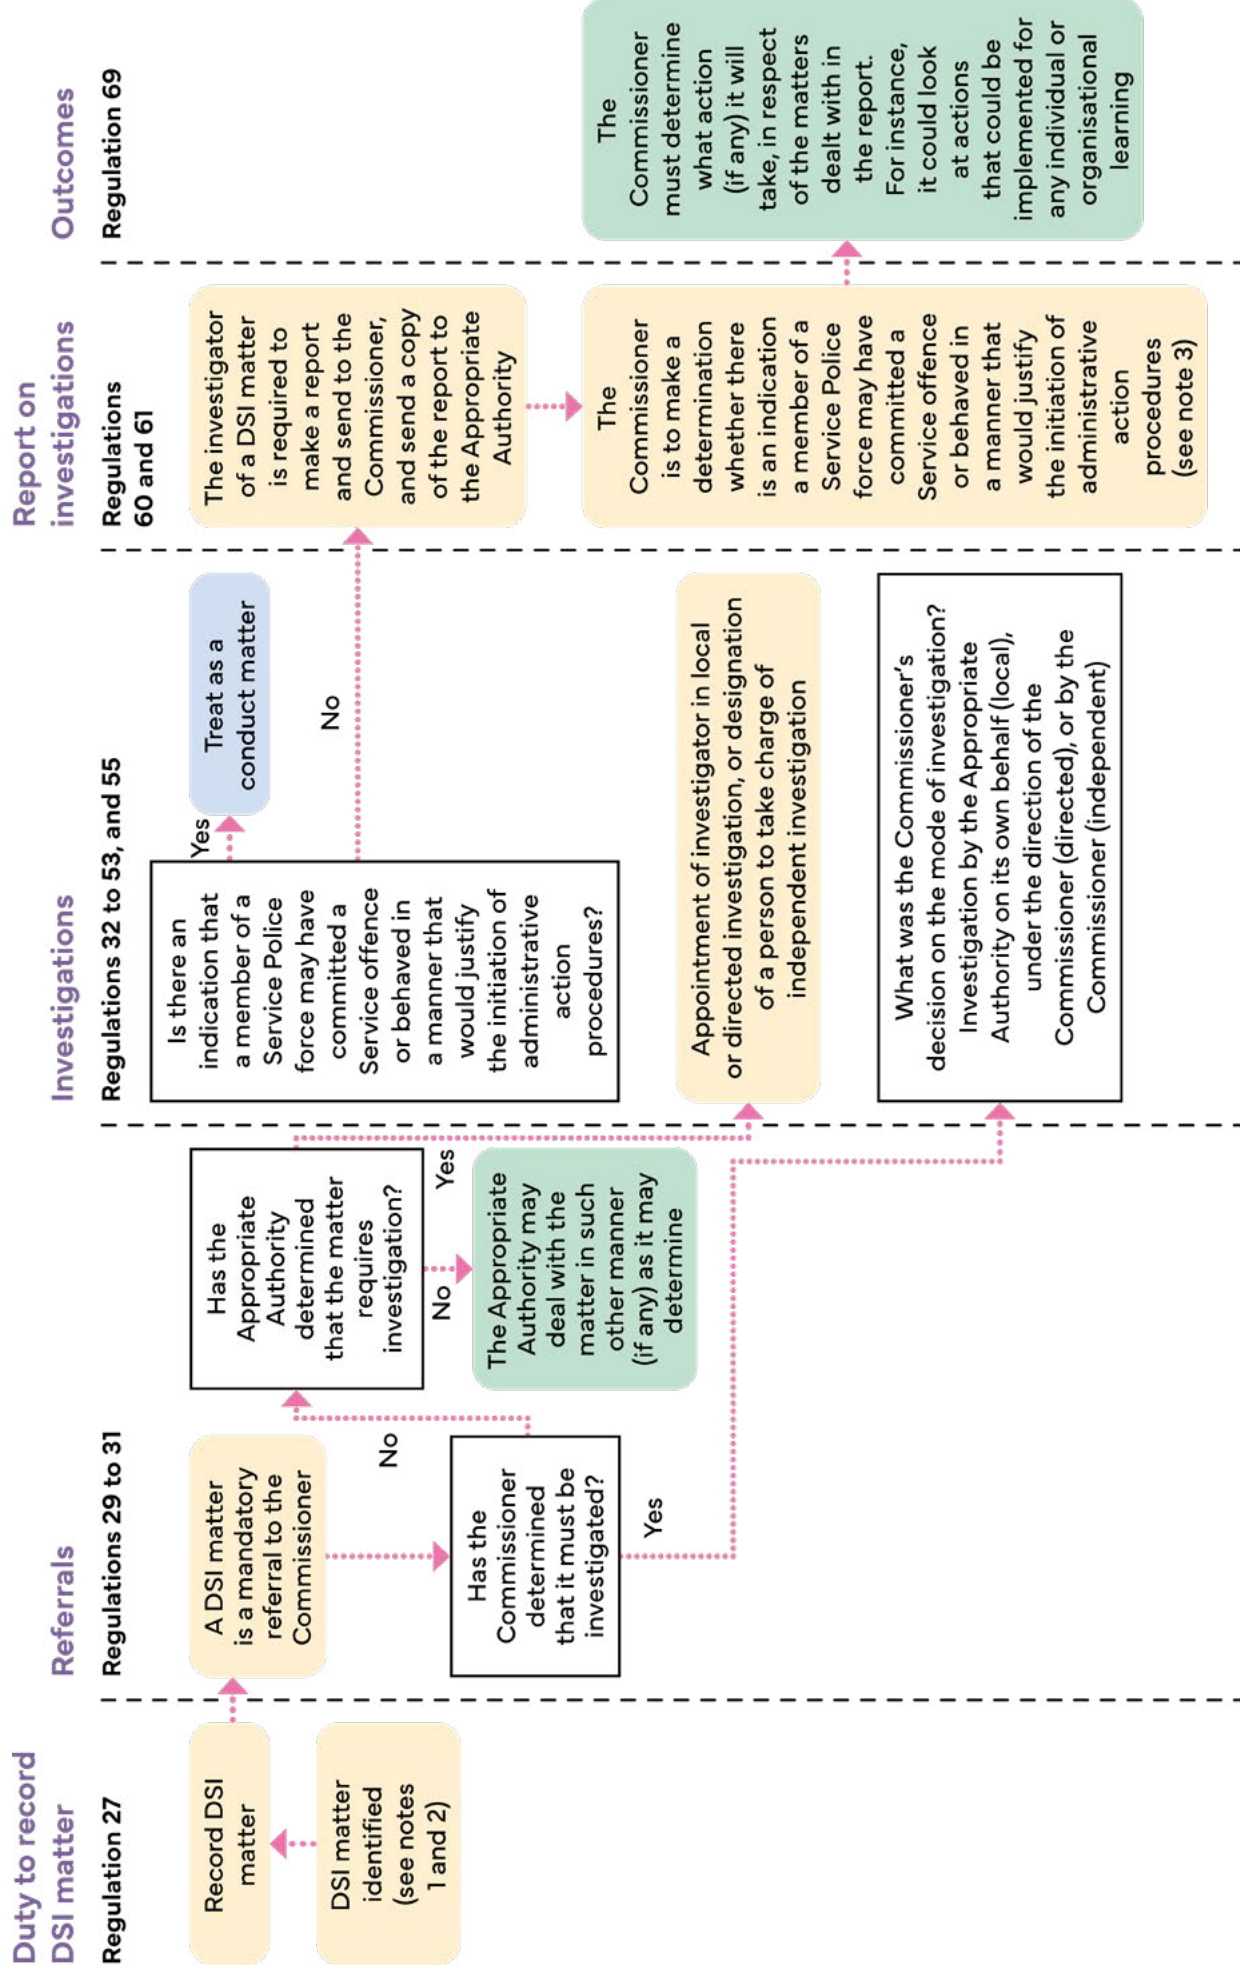 Duty to record
DSI matter
Regulation 27
Record DSI
matter
DSI matter
identified
(see notes
1 and 2)
Referrals
Regulations 29 to 31
A DSI matter
is a mandatory
referral to the
Commissioner
No
Has the
Commissioner
determined
that it must be
investigated?
Yes
Has the
Appropriate
Authority
determined
that the matter
requires
investigation?
No
Yes
The Appropriate
Authority may
deal with the
matter in such
other manner
(if any) as it may
determine
Investigations
Regulations 32 to 53, and 55
Is there an
indication that
a member of a
Service Police
force may have
committed a
Service offence
or behaved in
a manner that
would justify
the initiation of
administrative
action
procedures?
Yes
Treat as a
conduct matter
No
Appointment of investigator in local
or directed investigation, or designation
of a person to take charge of
independent investigation
What was the Commissioner's
decision on the mode of investigation?
Investigation by the Appropriate
Authority on its own behalf (local),
under the direction of the
Commissioner (directed), or by the
Commissioner (independent)
Report on
investigations
Regulations
60 and 61
The investigator
of a DSI matter
is required to
make a report
and send to the
Commissioner,
and send a copy
of the report to
the Appropriate
Authority
The
Commissioner
is to make a
determination
whether there
is an indication
a member of a
Service Police
force may have
committed a
Service offence
or behaved in
a manner that
would justify
the initiation of
administrative
action
procedures
(see note 3)
Outcomes
Regulation 69
The
Commissioner
must determine
what action
(if any) it will
take, in respect
of the matters
dealt with in
the report.
For instance,
it could look
at actions
that could be
implemented for
any individual or
organisational
learning